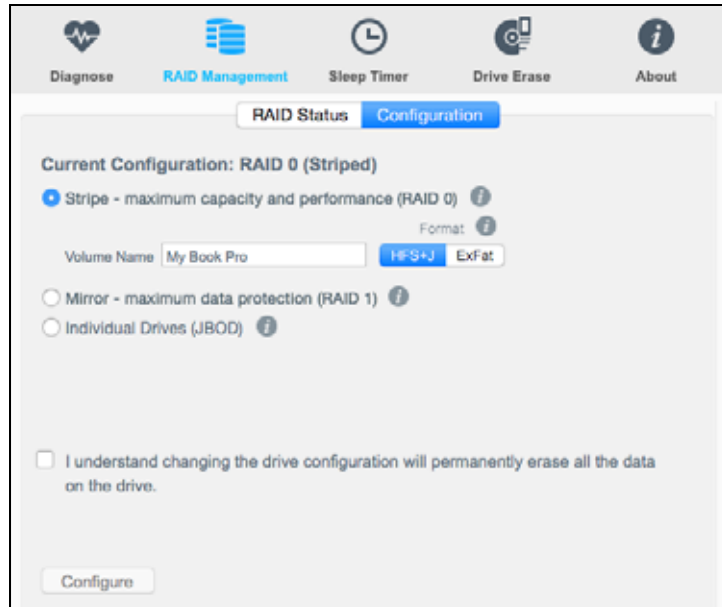 Diagnose RAID Management Sleep Timer Drive Erase About
RAID Status Configuration
Current Configuration: RAID 0 (Striped)
Stripe - maximum capacity and performance (RAID 0) i
Format i
Volume Name My Book Pro HFS+J ExFat
Mirror - maximum data protection (RAID 1) i
Individual Drives (JBOD) i
I understand changing the drive configuration will permanently erase all the data
on the drive.
Configure